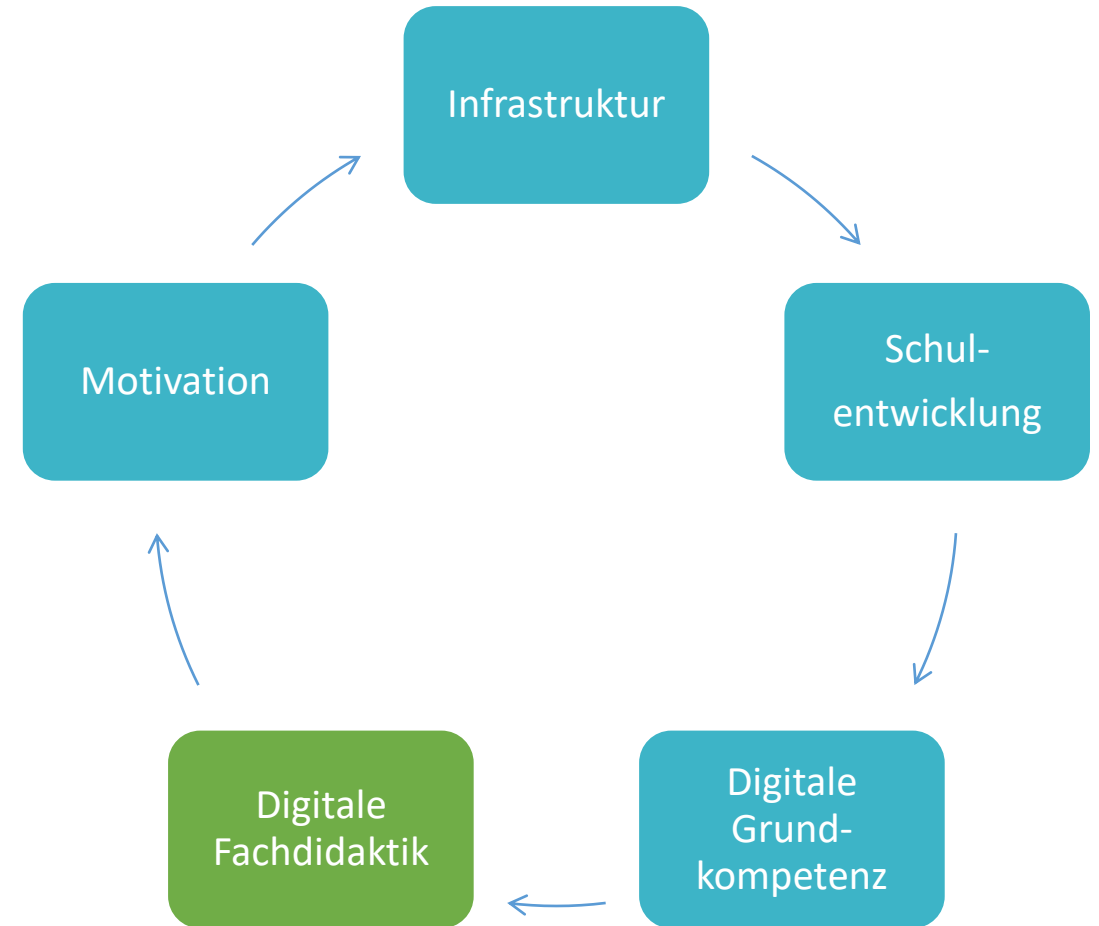 Infrastruktur
Schul-
entwicklung
Digitale
Grund-
kompetenz
Digitale
Fachdidaktik
Motivation